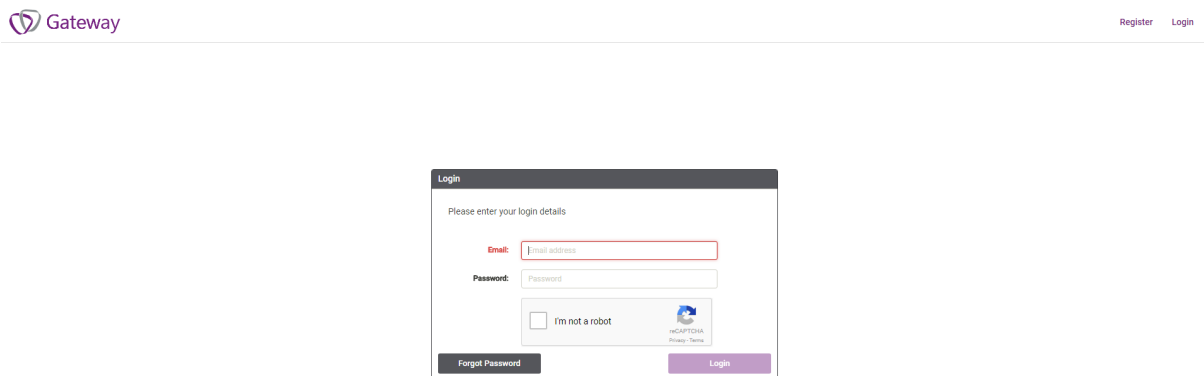 Gateway
Register Login
Login
Please enter your login details
Email: Email address
Password: Password
I'm not a robot
reCAPTCHA
Privacy - Terms
Forgot Password Login